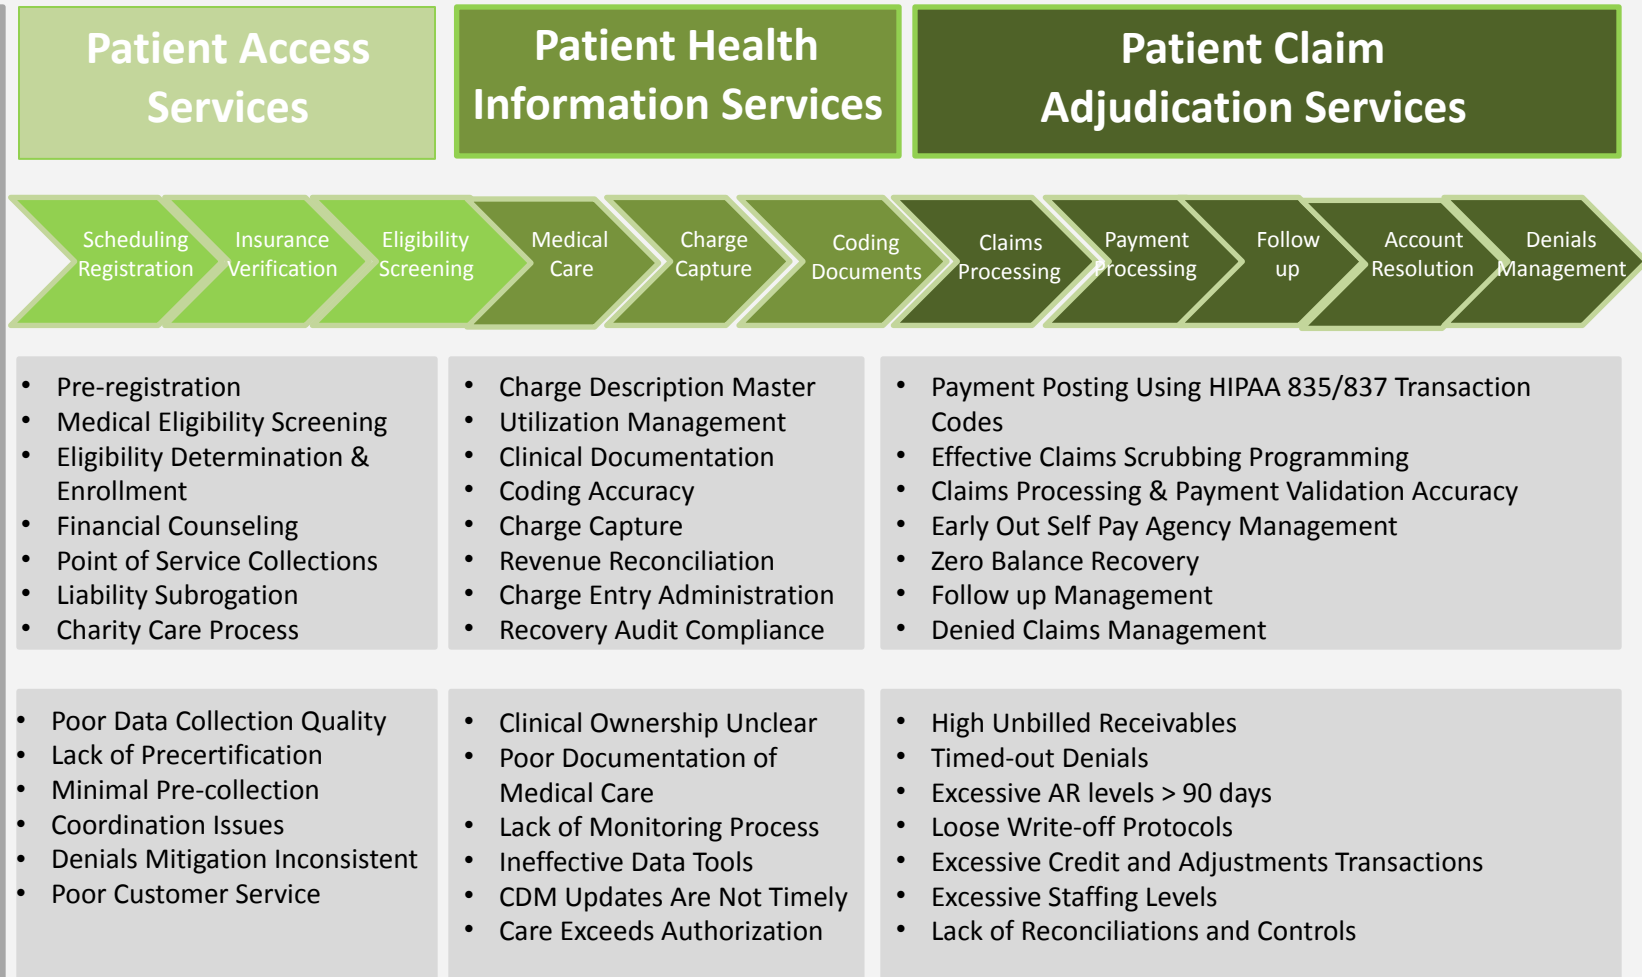 Patient Access
Services
Patient Health
Information Services
Patient Claim
Adjudication Services
Scheduling
Registration
Insurance
Verification
Eligibility
Screening
Medical
Care
Charge
Capture
Coding
Documents
Claims
Processing
Payment
Processing
Follow
up
Account
Resolution
Denials
Management
• Pre-registration
• Medical Eligibility Screening
• Eligibility Determination &
Enrollment
• Financial Counseling
• Point of Service Collections
• Liability Subrogation
• Charity Care Process
• Charge Description Master
• Utilization Management
• Clinical Documentation
• Coding Accuracy
• Charge Capture
• Revenue Reconciliation
• Charge Entry Administration
• Recovery Audit Compliance
• Payment Posting Using HIPAA 835/837 Transaction
Codes
• Effective Claims Scrubbing Programming
• Claims Processing & Payment Validation Accuracy
• Early Out Self Pay Agency Management
• Zero Balance Recovery
• Follow up Management
• Denied Claims Management
• Poor Data Collection Quality
• Lack of Precertification
• Minimal Pre-collection
• Coordination Issues
• Denials Mitigation Inconsistent
• Poor Customer Service
• Clinical Ownership Unclear
• Poor Documentation of
Medical Care
• Lack of Monitoring Process
• Ineffective Data Tools
• CDM Updates Are Not Timely
• Care Exceeds Authorization
• High Unbilled Receivables
• Timed-out Denials
• Excessive AR levels > 90 days
• Loose Write-off Protocols
• Excessive Credit and Adjustments Transactions
• Excessive Staffing Levels
• Lack of Reconciliations and Controls